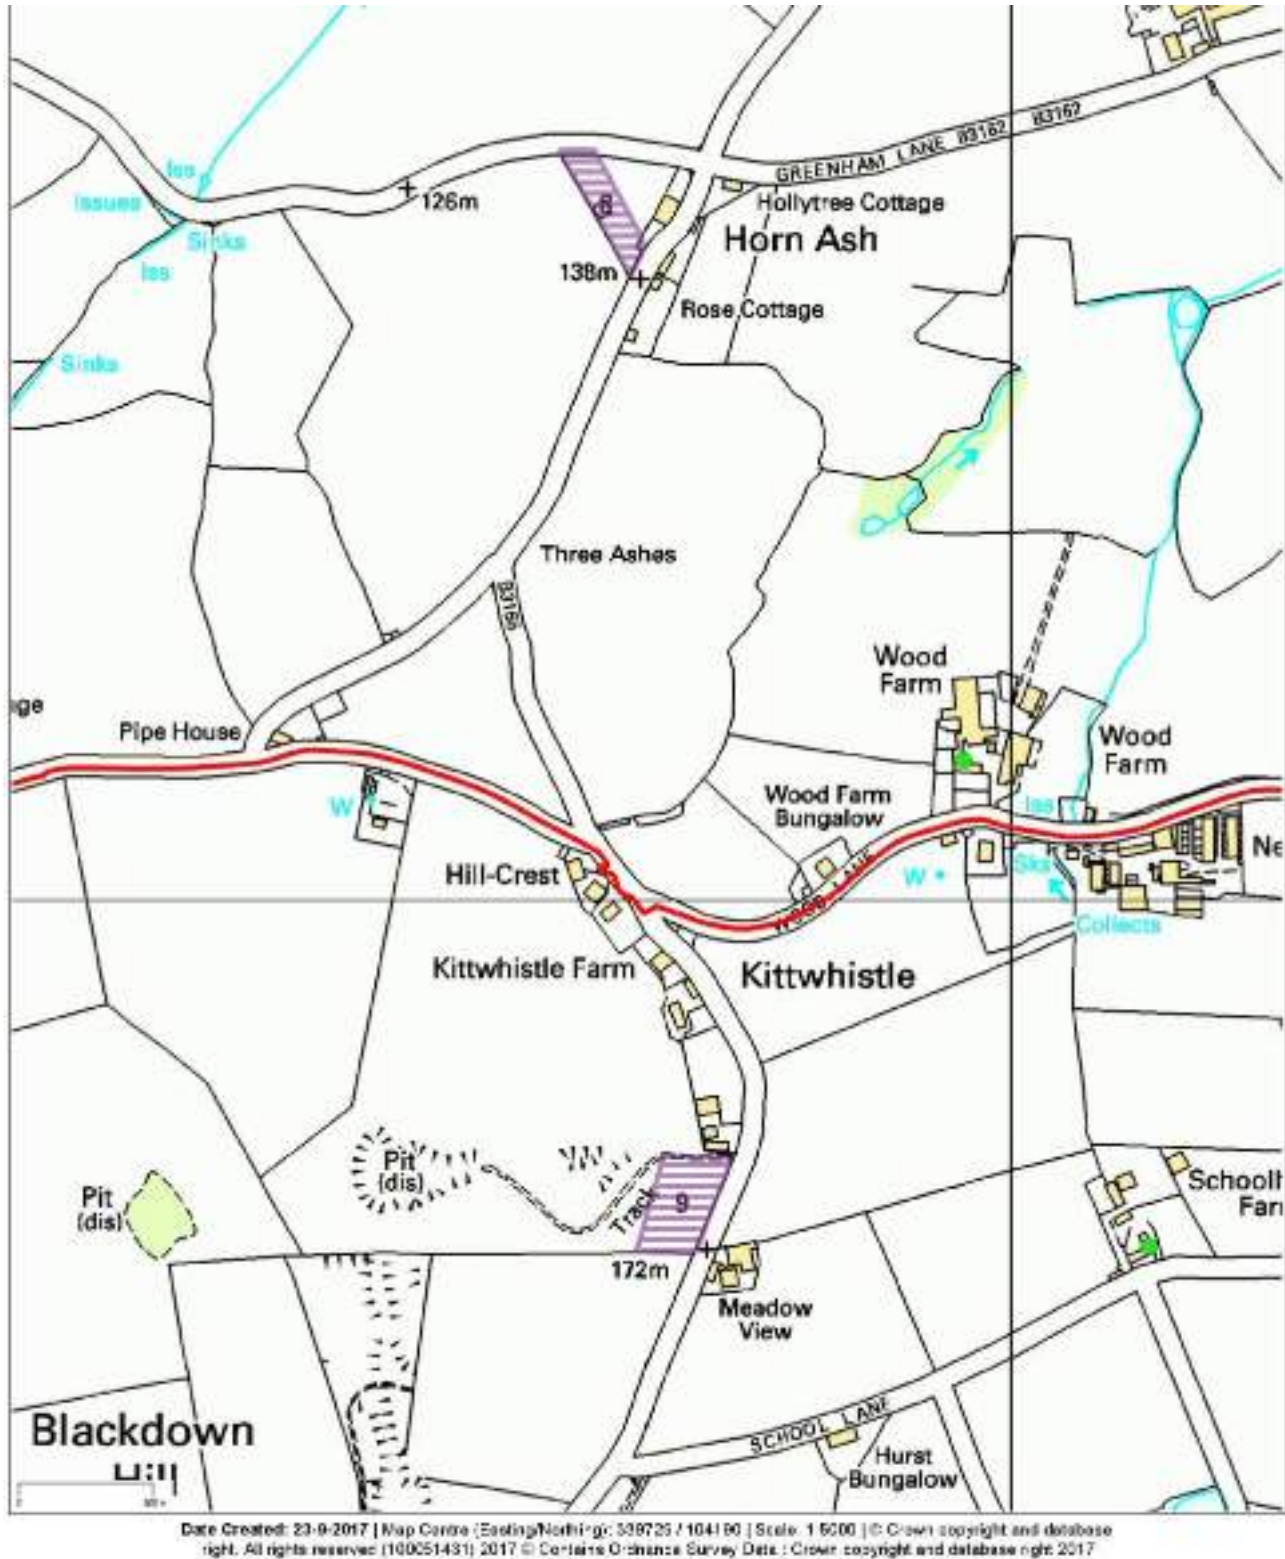 GREENHAM LANE B3162 B3162
Iss
126m
Issues
Hollytree Cottage
Sinks
Horn Ash
Iss
138m
Rose Cottage
Sinks
Three Ashes
Wood
Farm
Pipe House
Wood
Farm
Wood Farm
Bungalow
Iss
W
Hill-Crest
W
Sks
WOOD LANE
Collects
Kittwhistle Farm
Kittwhistle
Pit
(dis)
Pit
(dis)
Track
9
172m
Meadow
View
SCHOOL LANE
Blackdown
Hill
Hurst
Bungalow
Date Created: 23-9-2017 | Map Centre (Easting/Northing): 339725 / 104190 | Scale: 1:5000 | © Crown copyright and database
right. All rights reserved (100051431) 2017 © Contains Ordnance Survey Data : Crown copyright and database right 2017